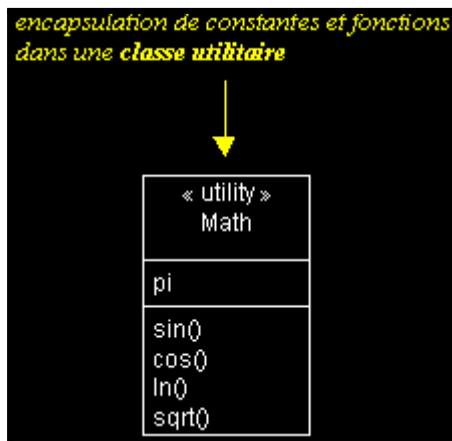 encapsulation de constantes et fonctions
dans une classe utilitaire
« utility »
Math
pi
sin()
cos()
ln()
sqrt()